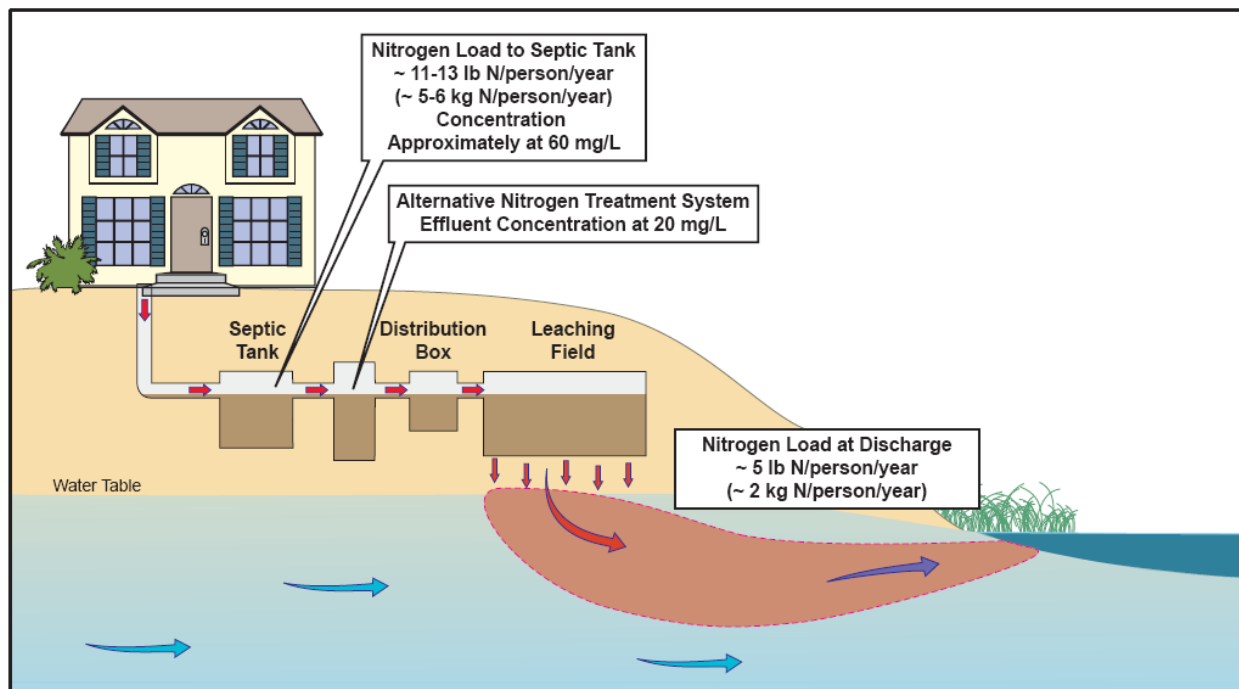 Nitrogen Load to Septic Tank
~ 11-13 lb N/person/year
(~ 5-6 kg N/person/year)
Concentration
Approximately at 60 mg/L
Alternative Nitrogen Treatment System
Effluent Concentration at 20 mg/L
Septic
Tank
Distribution
Box
Leaching
Field
Nitrogen Load at Discharge
~ 5 lb N/person/year
(~ 2 kg N/person/year)
Water Table